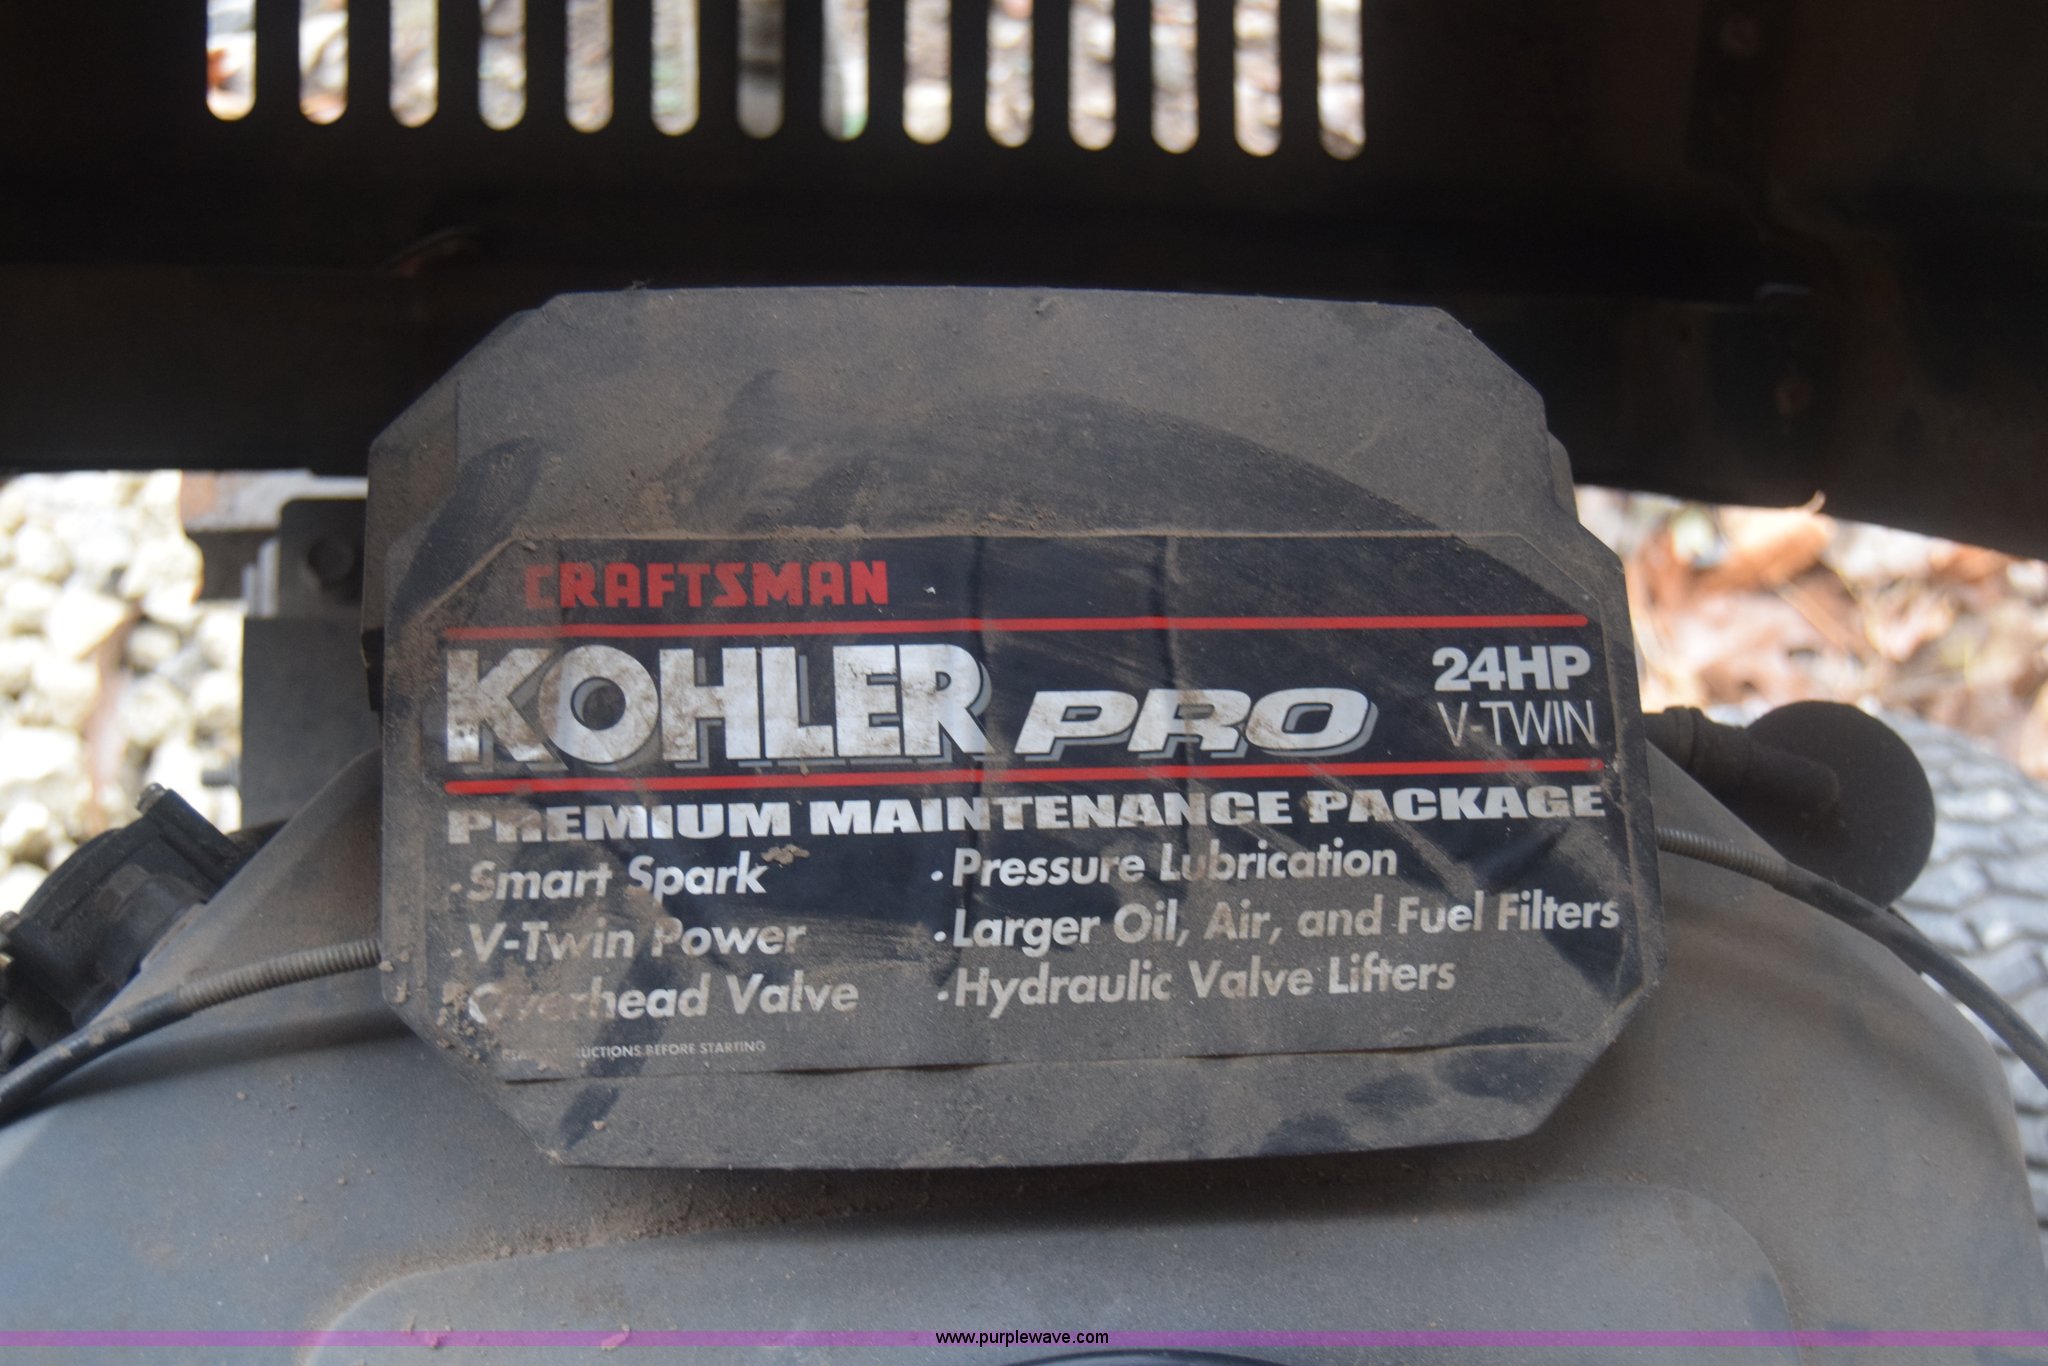 CRAFTSMAN
KOHLER PRO
24HP
V-TWIN
PREMIUM MAINTENANCE PACKAGE
• Smart Spark
• V-Twin Power
• Overhead Valve
• Pressure Lubrication
• Larger Oil, Air, and Fuel Filters
• Hydraulic Valve Lifters
BEFORE STARTING
www.purplewave.com